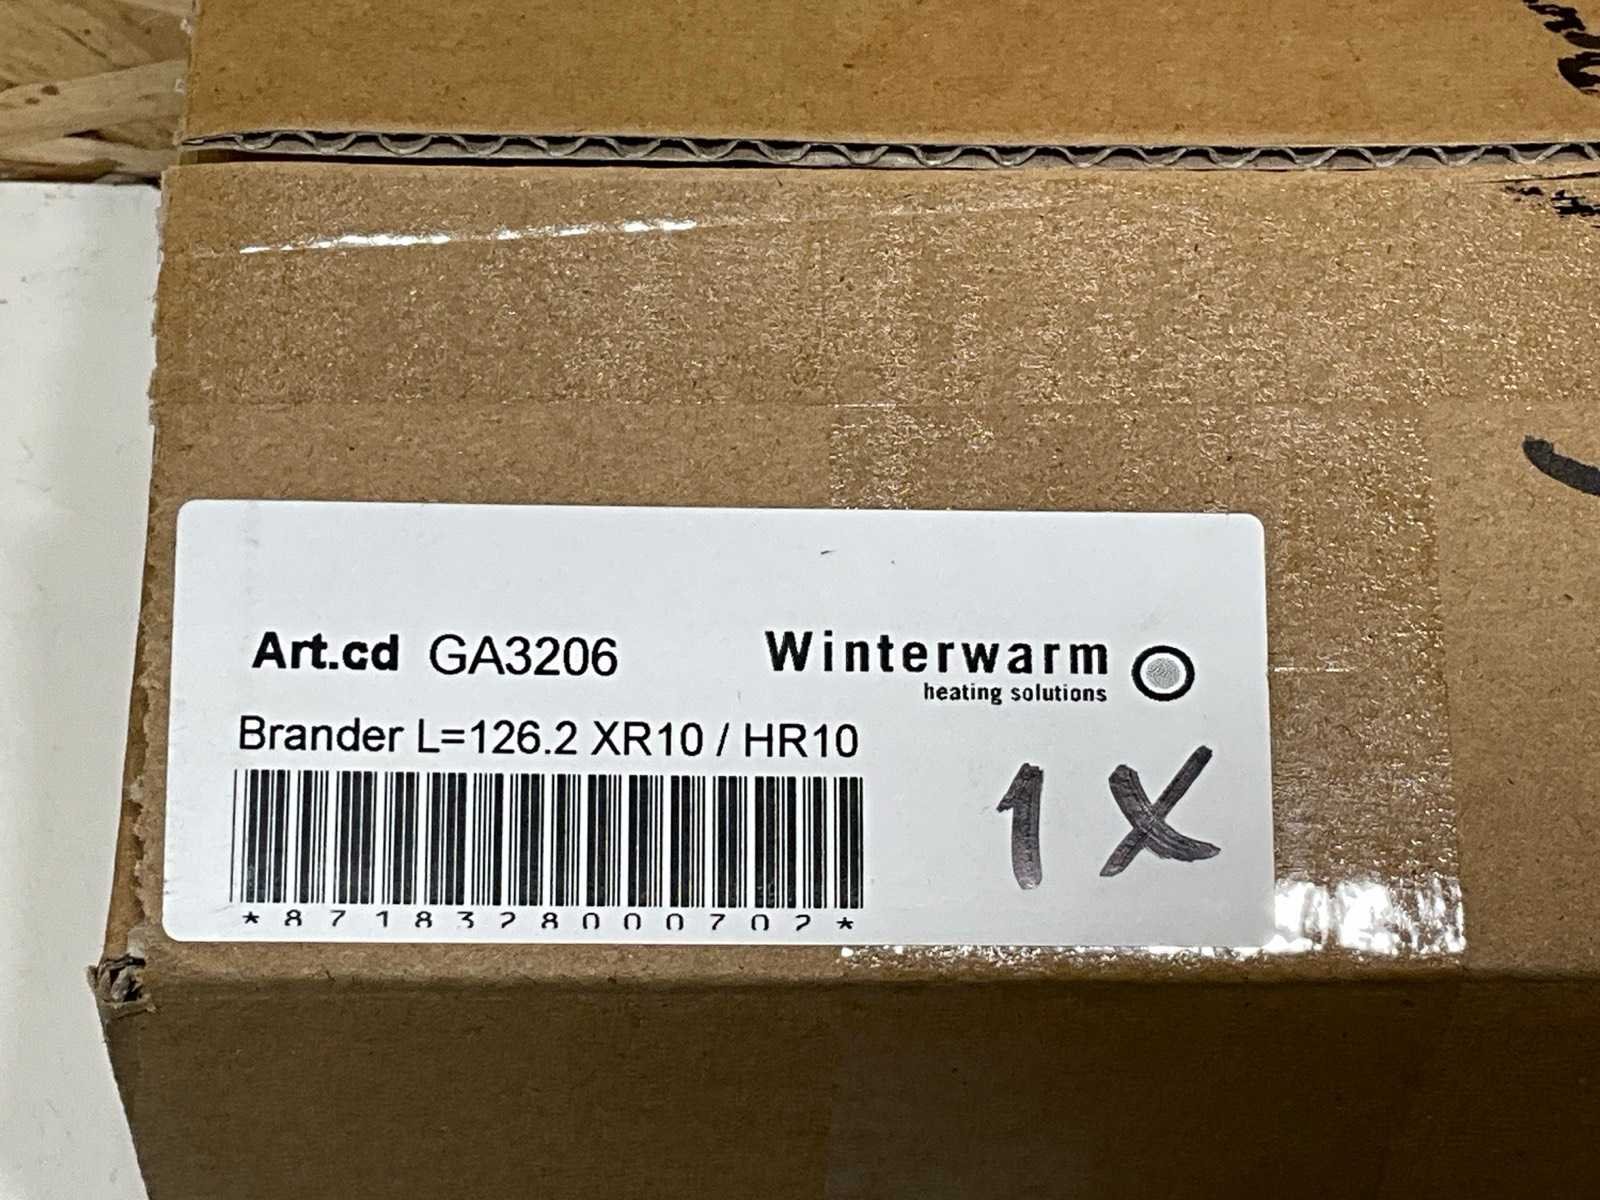 Art.cd GA3206
Winterwarm
heating solutions
Brander L=126.2 XR10 / HR10
1X
*8718328000702*